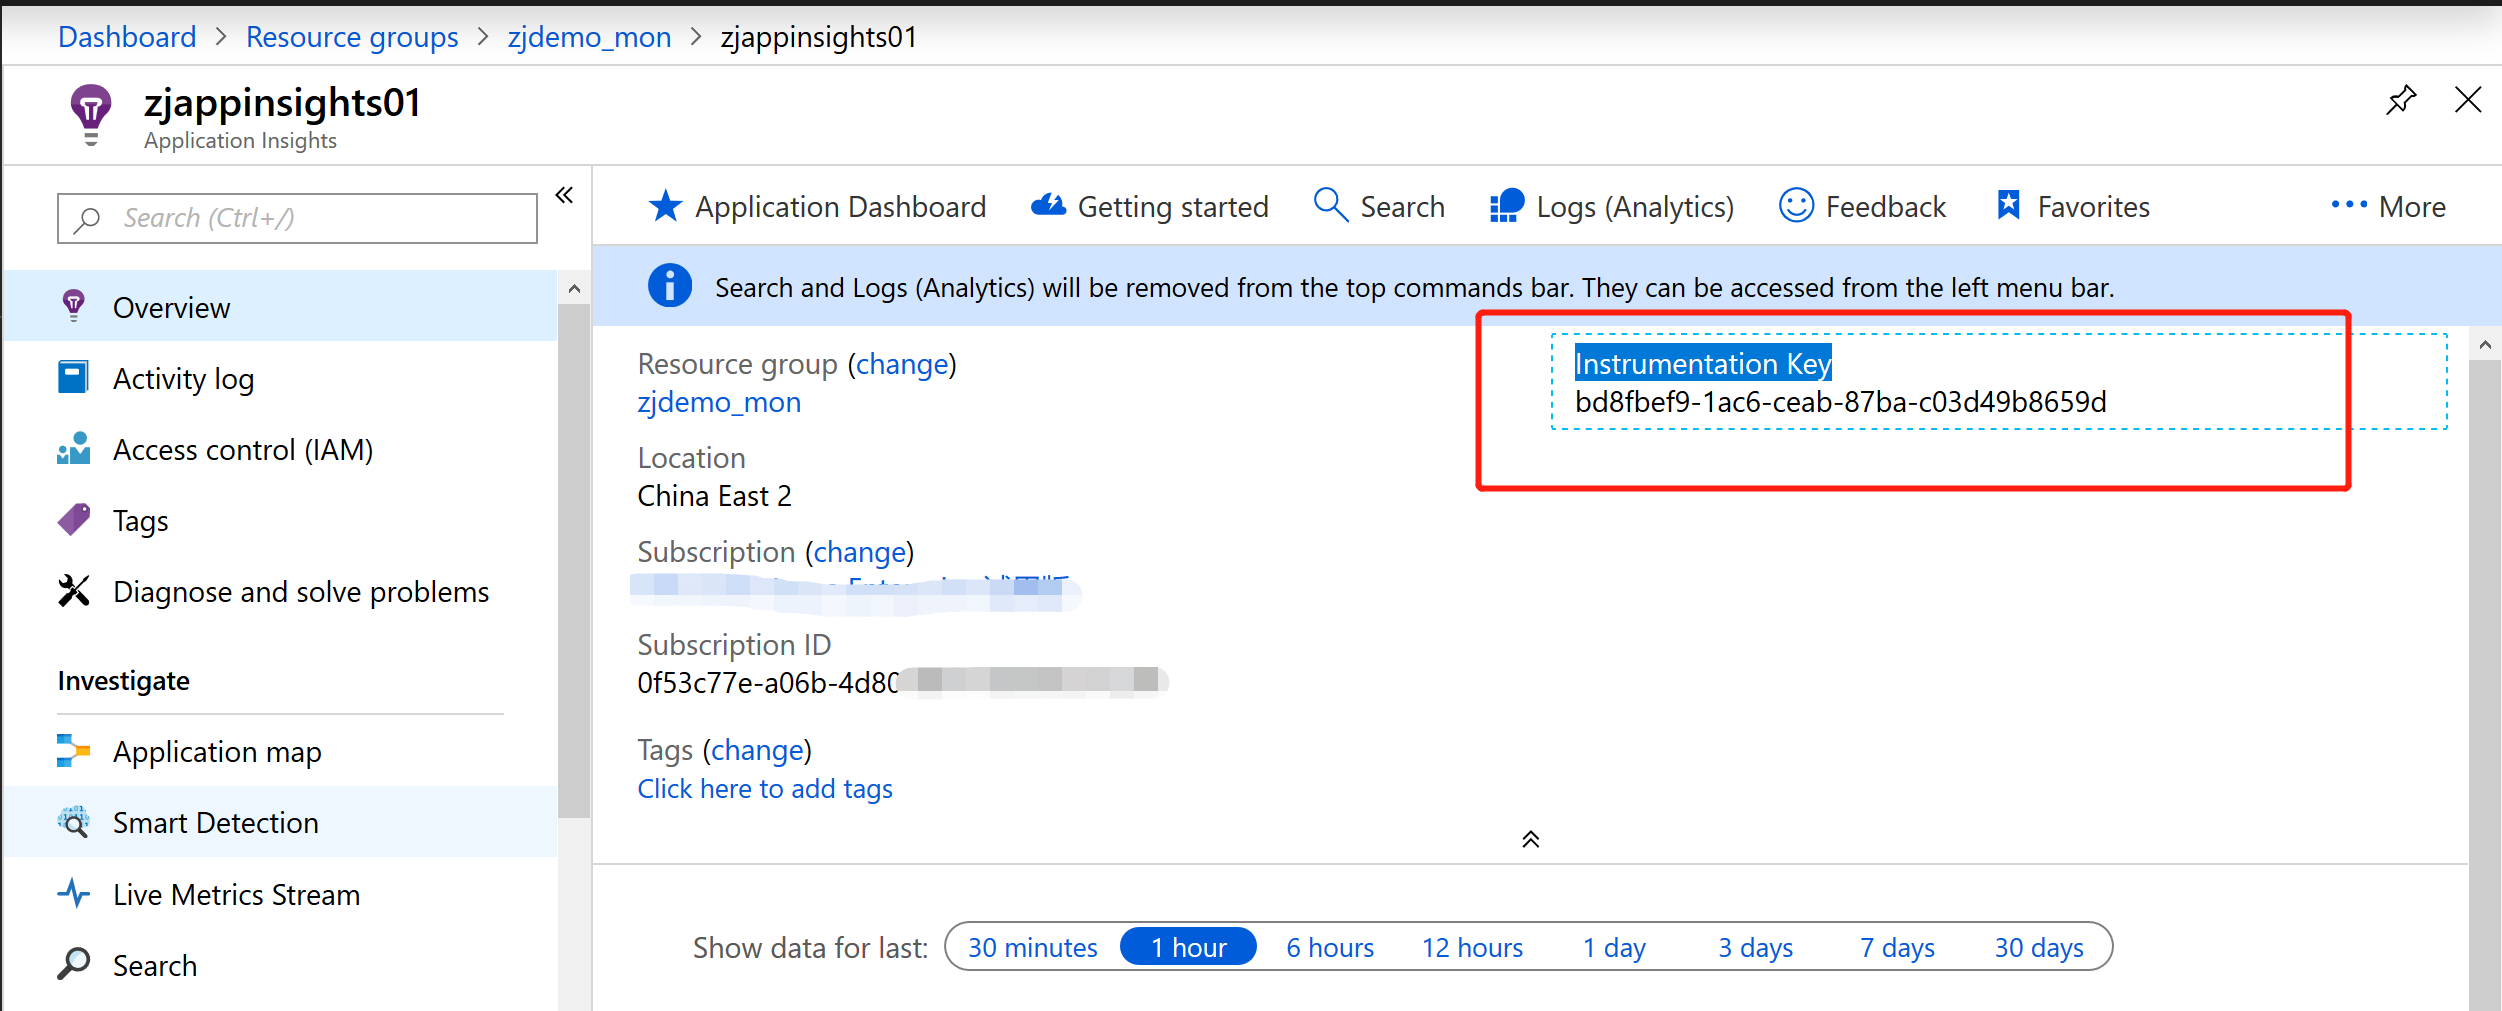 Dashboard > Resource groups > zjdemo_mon > zjappinsights01
zjappinsights01
Application Insights
Search (Ctrl+/)
Overview
Activity log
Access control (IAM)
Tags
Diagnose and solve problems
Investigate
Application map
Smart Detection
Live Metrics Stream
Search
Application Dashboard
Getting started
Search
Logs (Analytics)
Feedback
Favorites
More
Search and Logs (Analytics) will be removed from the top commands bar. They can be accessed from the left menu bar.
Resource group (change)
zjdemo_mon
Location
China East 2
Subscription (change)
Subscription ID
0f53c77e-a06b-4d80
Tags (change)
Click here to add tags
Instrumentation Key
bd8fbef9-1ac6-ceab-87ba-c03d49b8659d
Show data for last: 30 minutes 1 hour 6 hours 12 hours 1 day 3 days 7 days 30 days